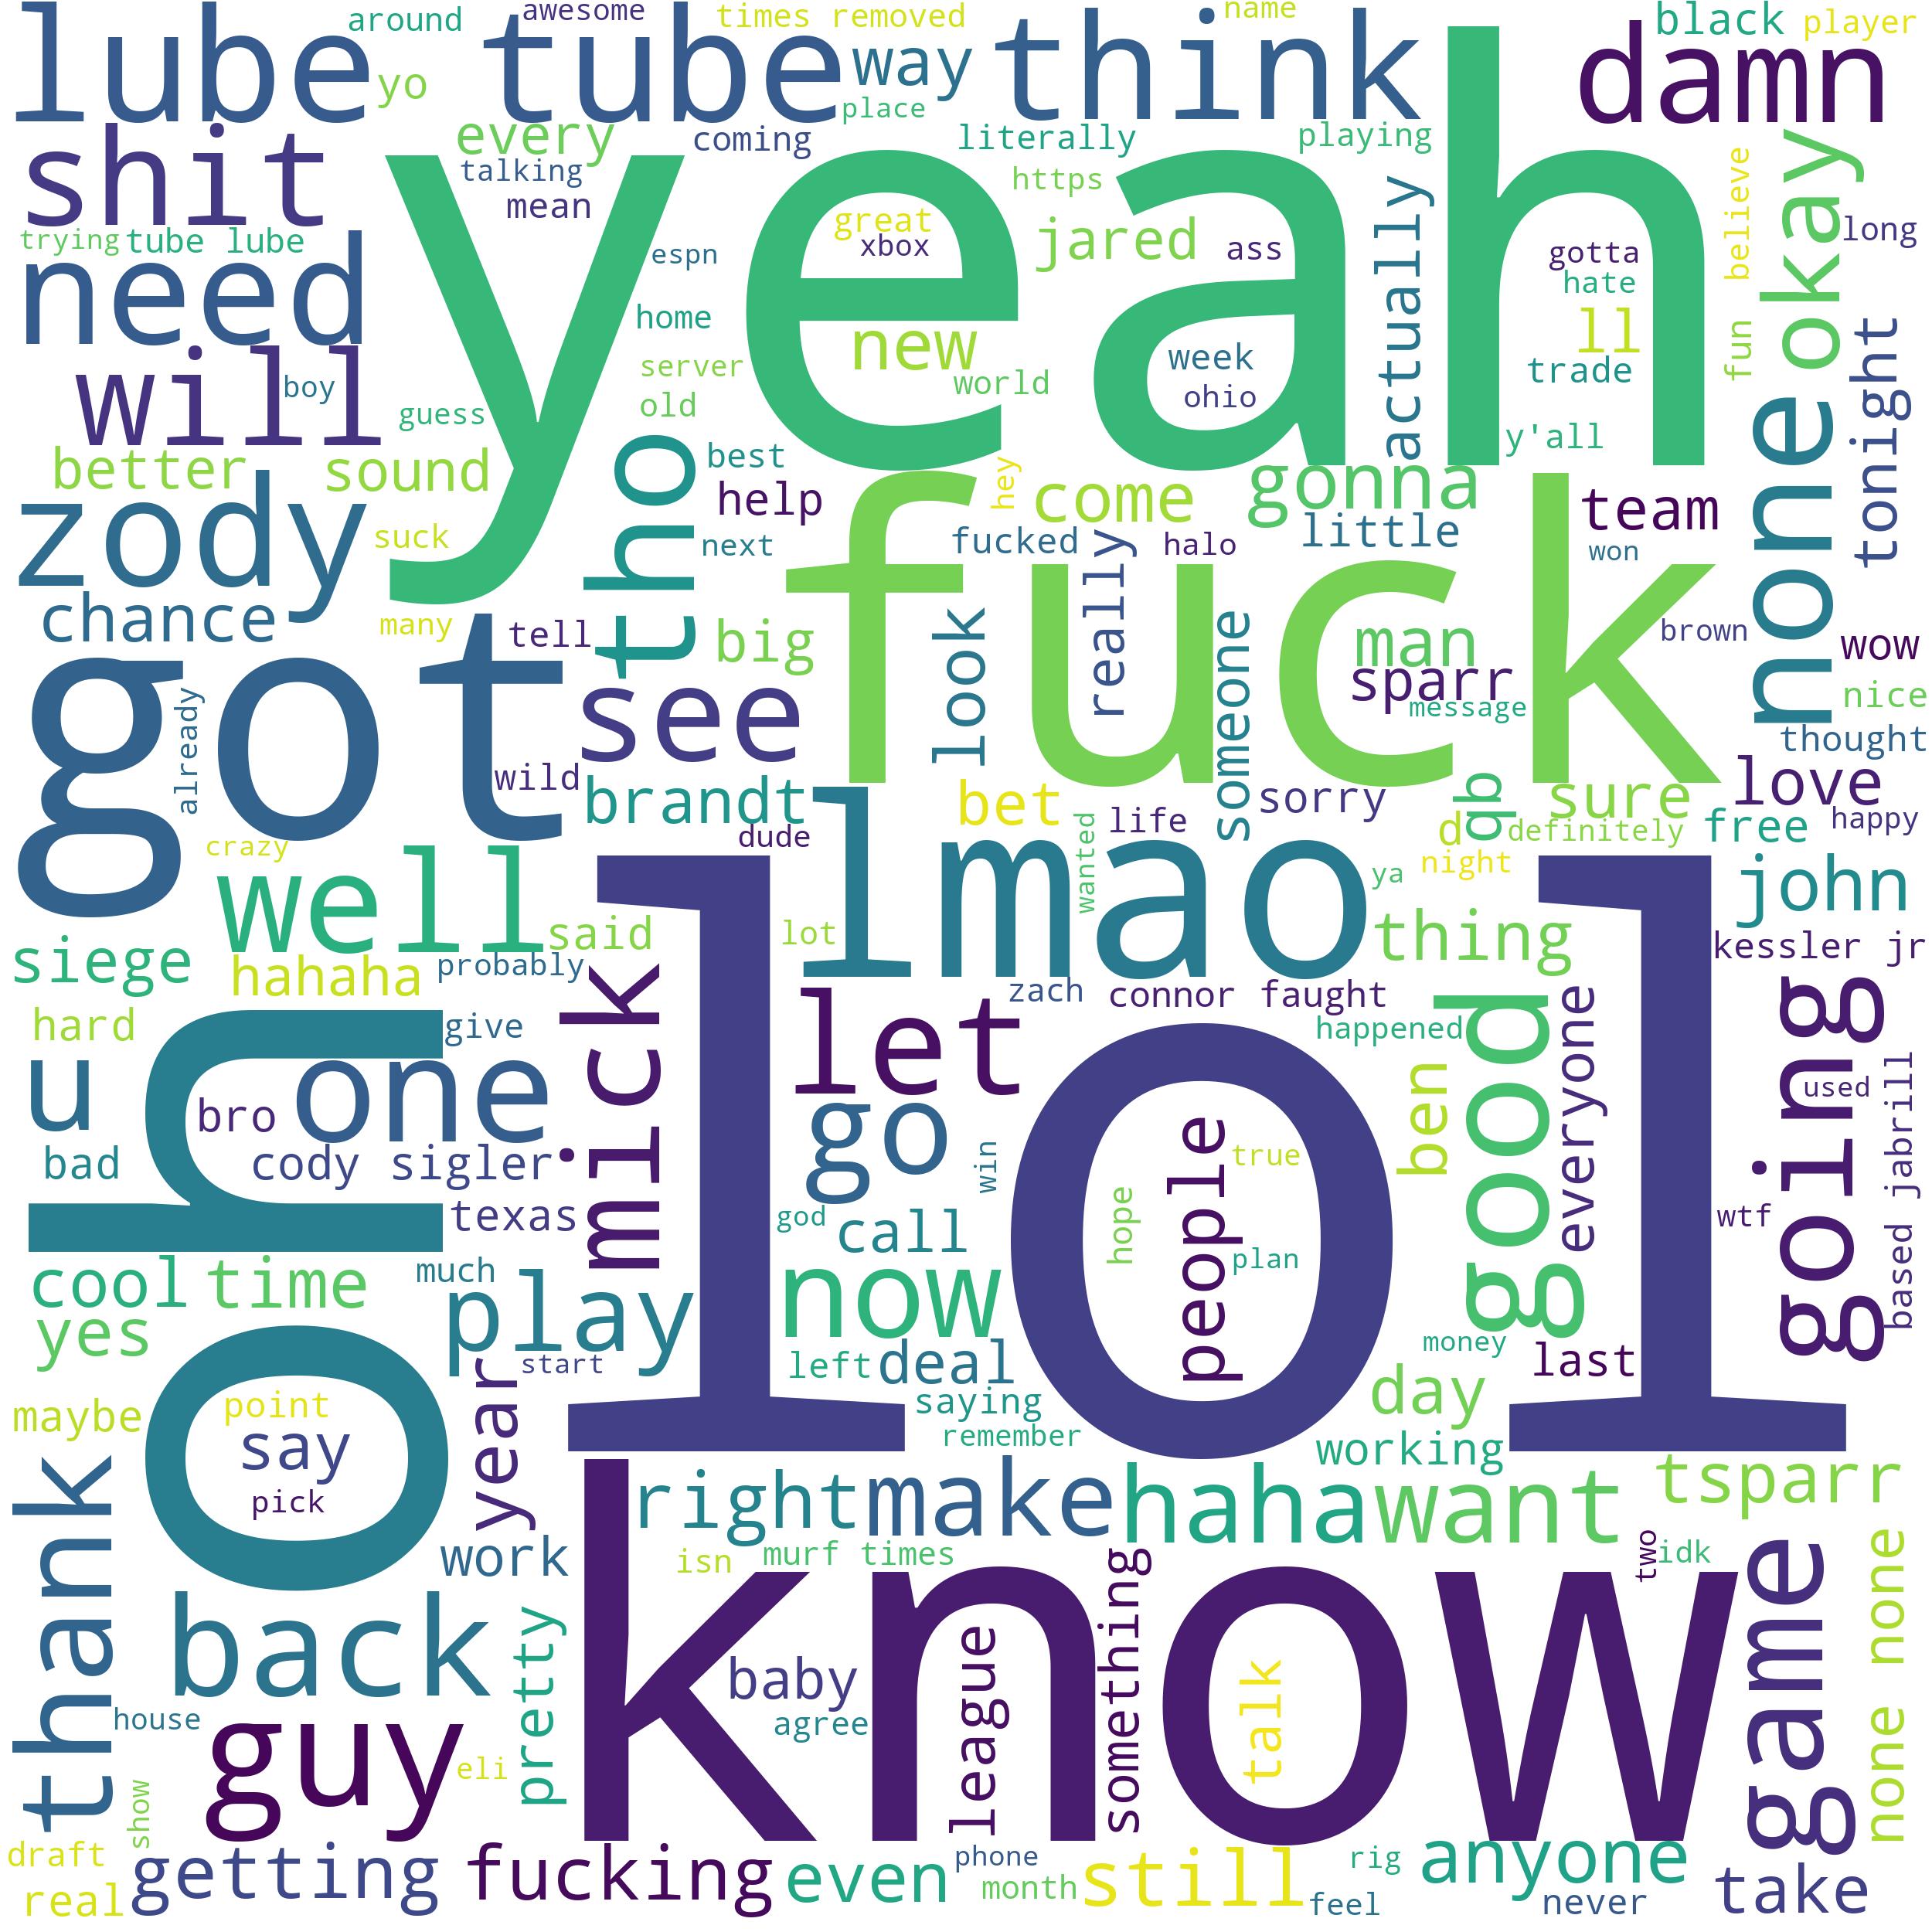 lube
around
awesome
times removed
name
black
player
tube
way
think
damn
yo
place
shit
every
coming
literally
playing
yeah
okay
talking
https
believe
mean
great
jared
actually
long
trying
tube lube
xbox
ass
gotta
need
espn
hate
home
new
ll
fun
tonight
will
boy
server
week
trade
guess
old
world
ohio
none
y'all
better
sound
tho
best
hey
come
gonna
zody
help
team
suck
next
fucked
halo
little
won
chance
many
tell
big
look
really
someone
fuck
man
brown
wow
got
see
sparr
message
nice
already
wild
thought
brandt
bet
life
sorry
qb
sure
love
crazy
dude
wanted
d
definitely
free
happy
well
lmao
ya
night
john
siege
said
lot
thing
hahaha
probably
kessler jr
zach
connor faught
going
oh
hard
give
mick
let
happened
good
everyone
u
one
ben
used
based jabrill
bro
go
people
bad
cody sigler
win
true
texas
god
call
hope
wtf
lol
plan
cool
time
much
play
now
yes
money
start
left
deal
last
maybe
point
year
saying
day
say
remember
working
thank
pick
right
make
haha
want
tsparr
work
isn
murf times
two
idk
game
none none
back
pretty
know
something
baby
league
talk
house
agree
guy
eli
show
draft
getting
fucking
even
phone
still
rig
anyone
real
month
feel
never
take